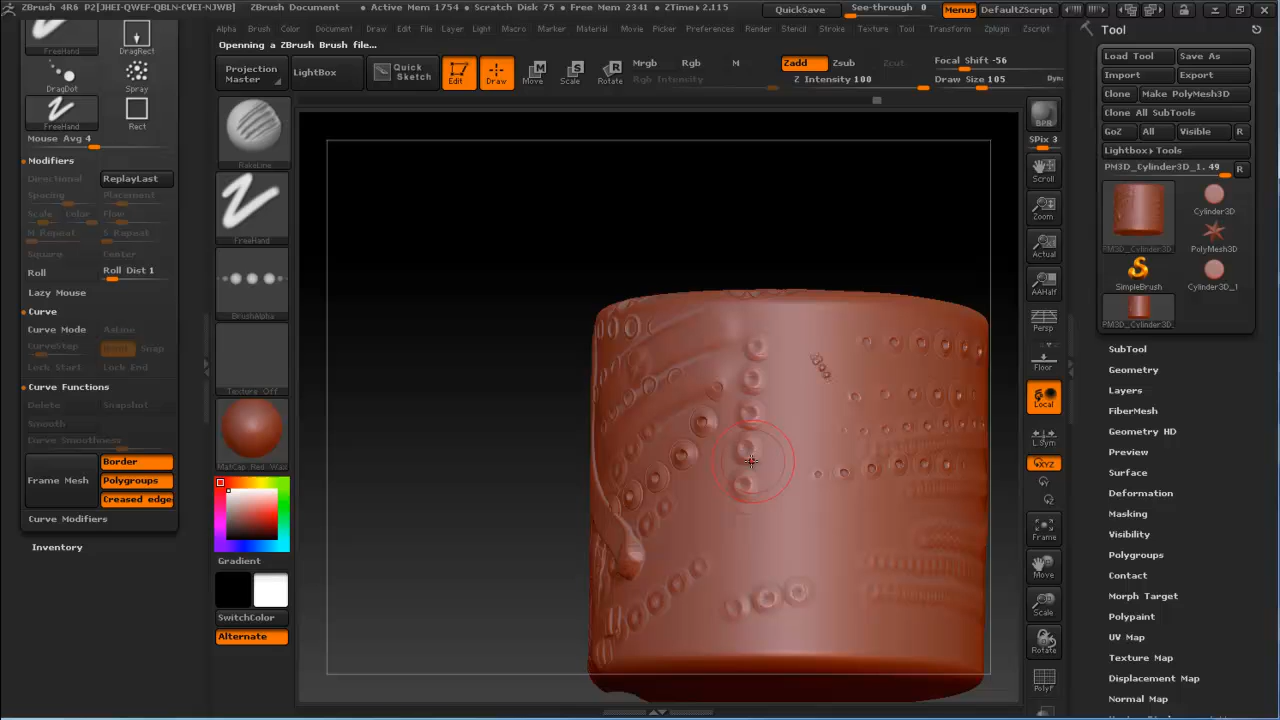 ZBrush 4R6 P2 [JHEI-QWEF-QBLN-CVEI-NJWB] ZBrush Document • Active Mem 1754 • Scratch Disk 75 • Free Mem 2341 • ZTime▸2.115 QuickSave See-through 0 Menus DefaultZScript
Alpha Brush Color Document Draw Edit File Layer Light Macro Marker Material Movie Picker Preferences Render Stencil Stroke Texture Tool Transform Zplugin Zscript
Openning a ZBrush Brush file...
FreeHand
DragRect
DragDot
Spray
FreeHand
Rect
Mouse Avg 4
Modifiers
Directional ReplayLast
Spacing Placement
Scale Color Flow
M Repeat S Repeat
Square Center
Roll Roll Dist 1
Lazy Mouse
Curve
Curve Mode AsLine
CurveStep Bend Snap
Lock Start Lock End
Curve Functions
Delete Snapshot
Smooth
Curve Smoothness
Frame Mesh
Border
Polygroups
Creased edge
Curve Modifiers
Inventory
Projection
Master
LightBox
Quick
Sketch
Edit
Draw
Move
Scale
Rotate
Mrgb Rgb M
Rgb Intensity
Zadd Zsub Zcut
Z Intensity 100
Focal Shift -56
Draw Size 105 Dyn
RakeLine
FreeHand
BrushAlpha
Texture Off
MatCap Red Wax
Gradient
SwitchColor
Alternate
BPR
SPix 3
Scroll
Zoom
Actual
AAHalf
Persp
Floor
Local
L.Sym
XYZ
Frame
Move
Scale
Rotate
PolyF
Tool
Load Tool Save As
Import Export
Clone Make PolyMesh3D
Clone All SubTools
GoZ All Visible R
Lightbox▸Tools
PM3D_Cylinder3D_1. 49 R
PM3D_Cylinder3D_
Cylinder3D
PolyMesh3D
SimpleBrush
Cylinder3D_1
PM3D_Cylinder3D_
SubTool
Geometry
Layers
FiberMesh
Geometry HD
Preview
Surface
Deformation
Masking
Visibility
Polygroups
Contact
Morph Target
Polypaint
UV Map
Texture Map
Displacement Map
Normal Map